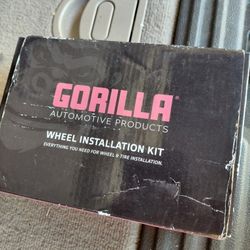 GORILLA®
AUTOMOTIVE PRODUCTS
WHEEL INSTALLATION KIT
EVERYTHING YOU NEED FOR WHEEL & TIRE INSTALLATION.